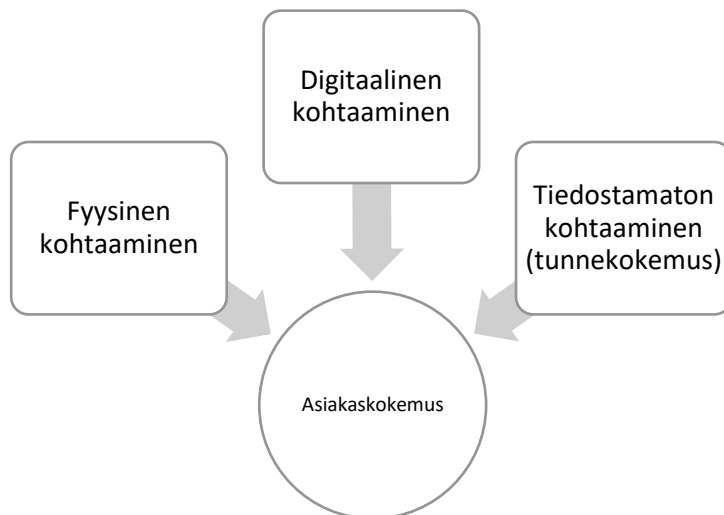 Digitaalinen
kohtaaminen
Fyysinen
kohtaaminen
Tiedostamaton
kohtaaminen
(tunnekokemus)
Asiakaskokemus